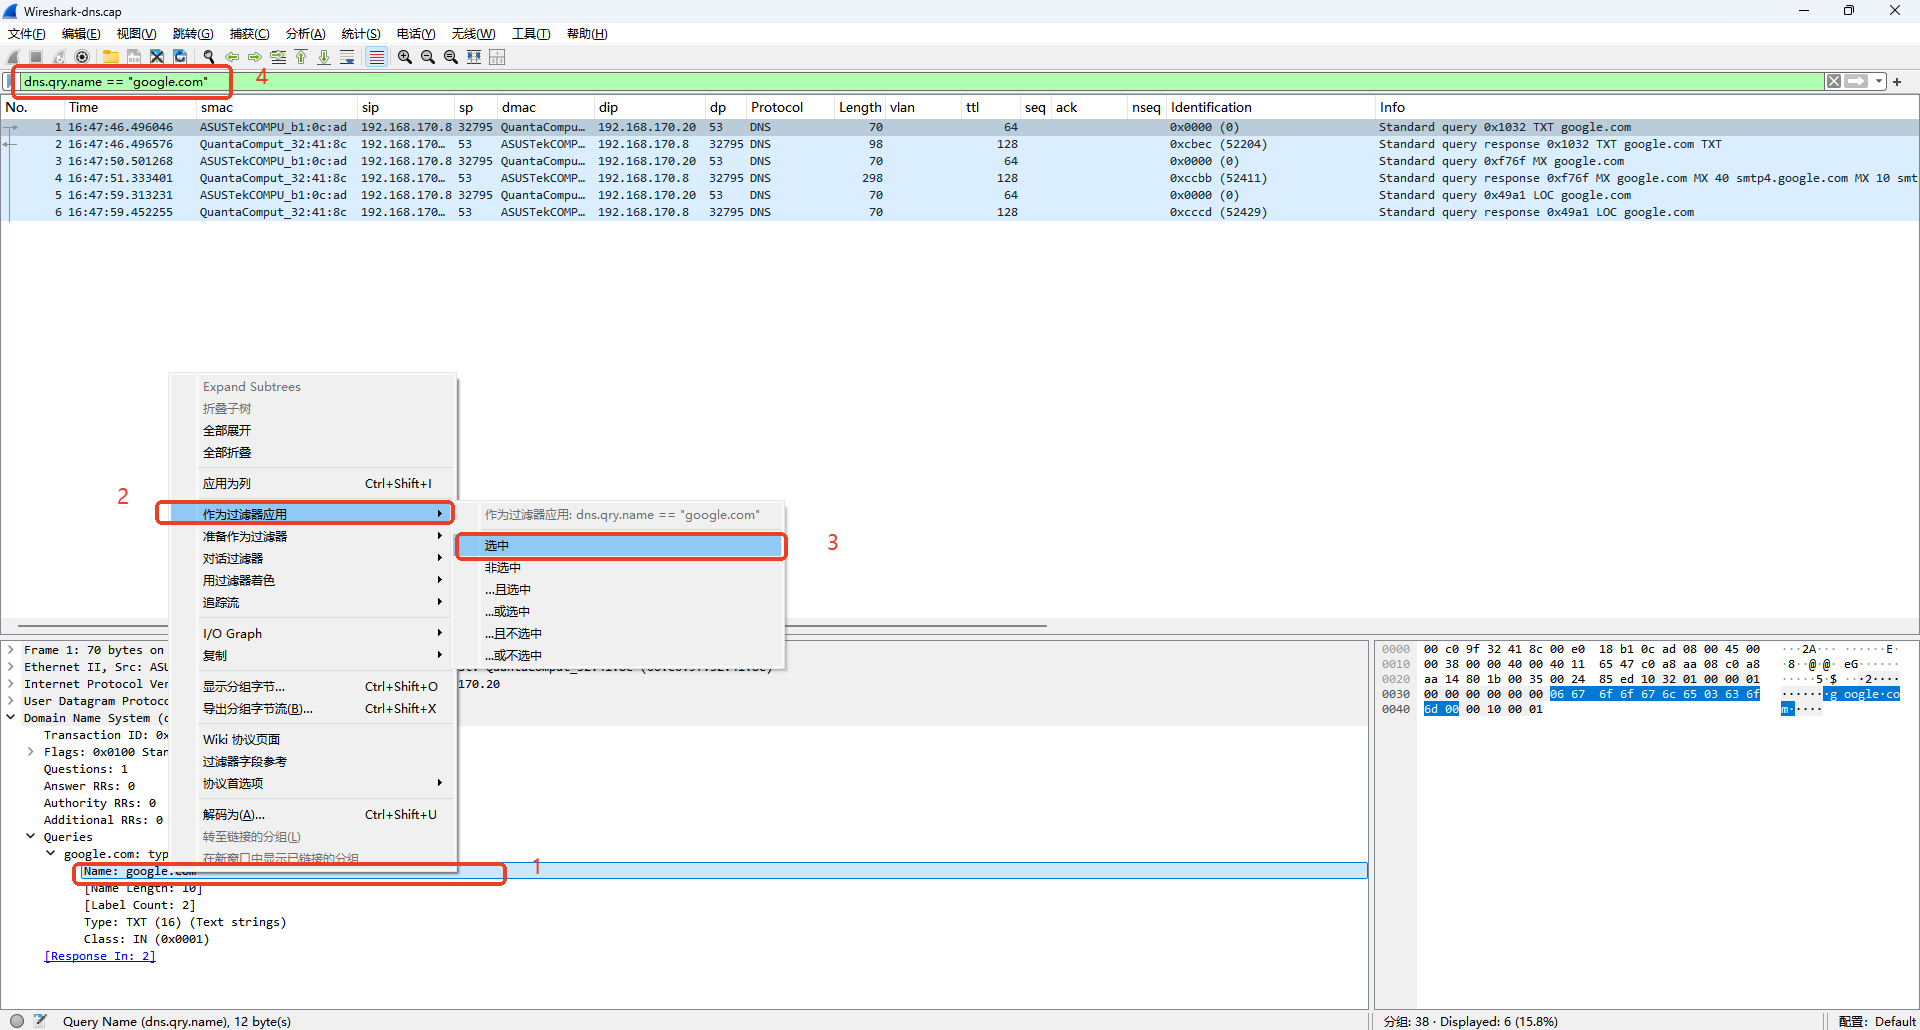 Wireshark-dns.cap
文件(F) 编辑(E) 视图(V) 跳转(G) 捕获(C) 分析(A) 统计(S) 电话(Y) 无线(W) 工具(T) 帮助(H)
dns.qry.name == "google.com" 4
No. Time smac sip sp dmac dip dp Protocol Length vlan ttl seq ack nseq Identification Info
1 16:47:46.496046 ASUSTekCOMPU_b1:0c:ad 192.168.170.8 32795 QuantaCompu… 192.168.170.20 53 DNS 70 64 0x0000 (0) Standard query 0x1032 TXT google.com
2 16:47:46.496576 QuantaComput_32:41:8c 192.168.170… 53 ASUSTekCOMP… 192.168.170.8 32795 DNS 98 128 0xcbec (52204) Standard query response 0x1032 TXT google.com TXT
3 16:47:50.501268 ASUSTekCOMPU_b1:0c:ad 192.168.170.8 32795 QuantaCompu… 192.168.170.20 53 DNS 70 64 0x0000 (0) Standard query 0xf76f MX google.com
4 16:47:51.333401 QuantaComput_32:41:8c 192.168.170… 53 ASUSTekCOMP… 192.168.170.8 32795 DNS 298 128 0xccbb (52411) Standard query response 0xf76f MX google.com MX 40 smtp4.google.com MX 10 smt
5 16:47:59.313231 ASUSTekCOMPU_b1:0c:ad 192.168.170.8 32795 QuantaCompu… 192.168.170.20 53 DNS 70 64 0x0000 (0) Standard query 0x49a1 LOC google.com
6 16:47:59.452255 QuantaComput_32:41:8c 192.168.170… 53 ASUSTekCOMP… 192.168.170.8 32795 DNS 70 128 0xcccd (52429) Standard query response 0x49a1 LOC google.com
Expand Subtrees
折叠子树
全部展开
全部折叠
应用为列 Ctrl+Shift+I
2
作为过滤器应用
准备作为过滤器
对话过滤器
用过滤器着色
追踪流
I/O Graph
复制
显示分组字节... Ctrl+Shift+O
导出分组字节流(B)... Ctrl+Shift+X
Wiki 协议页面
过滤器字段参考
协议首选项
解码为(A)... Ctrl+Shift+U
转至链接的分组(L)
在新窗口中显示已链接的分组
作为过滤器应用: dns.qry.name == "google.com"
选中 3
非选中
...且选中
...或选中
...且不选中
...或不选中
Frame 1: 70 bytes on
Ethernet II, Src: ASU
Internet Protocol Ver 170.20
User Datagram Protoco
Domain Name System (
Transaction ID: 0x
Flags: 0x0100 Stan
Questions: 1
Answer RRs: 0
Authority RRs: 0
Additional RRs: 0
Queries
google.com: typ
Name: google.com 1
[Name Length: 10]
[Label Count: 2]
Type: TXT (16) (Text strings)
Class: IN (0x0001)
[Response In: 2]
0000 00 c0 9f 32 41 8c 00 e0 18 b1 0c ad 08 00 45 00 ···2A··· ······E·
0010 00 38 00 00 40 00 40 11 65 47 c0 a8 aa 08 c0 a8 ·8··@·@· eG······
0020 aa 14 80 1b 00 35 00 24 85 ed 10 32 01 00 00 01 ·····5·$ ···2····
0030 00 00 00 00 00 00 06 67 6f 6f 67 6c 65 03 63 6f ·······g oogle·co
0040 6d 00 00 10 00 01 m·····
Query Name (dns.qry.name), 12 byte(s) 分组: 38 · Displayed: 6 (15.8%) 配置: Default